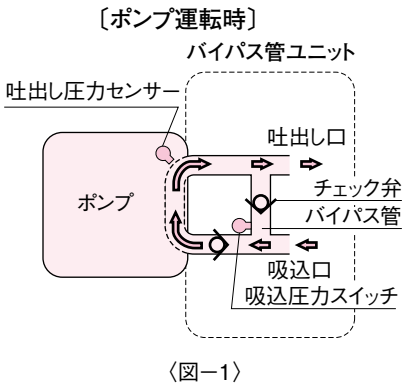 〔ポンプ運転時〕
バイパス管ユニット
吐出し圧力センサー
吐出し口
ポンプ
チェック弁
バイパス管
吸込口
吸込圧力スイッチ
〈図－1〉